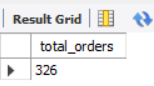 Result Grid
total_orders
326